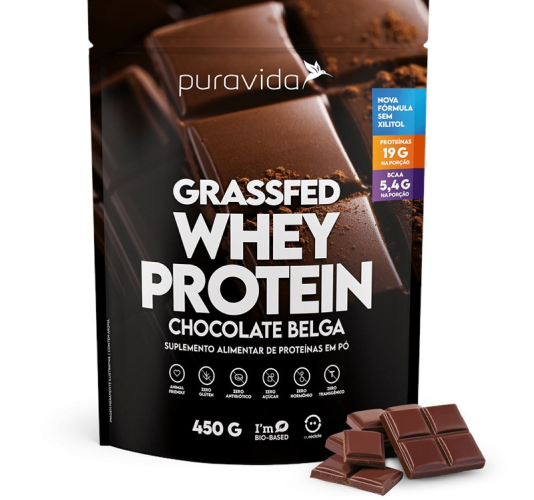 puravida
NOVA
FÓRMULA
SEM
XILITOL
PROTEÍNAS
19 G
NA PORÇÃO
BCAA
5,4 G
NA PORÇÃO
GRASSFED
WHEY
PROTEIN
CHOCOLATE BELGA
SUPLEMENTO ALIMENTAR DE PROTEÍNAS EM PÓ
ANIMAL
FRIENDLY
ZERO
GLÚTEN
ZERO
ANTIBIÓTICO
ZERO
AÇÚCAR
ZERO
HORMÔNIO
ZERO
TRANSGÊNICO
450 G
I'm
BIO-BASED
eureciclo